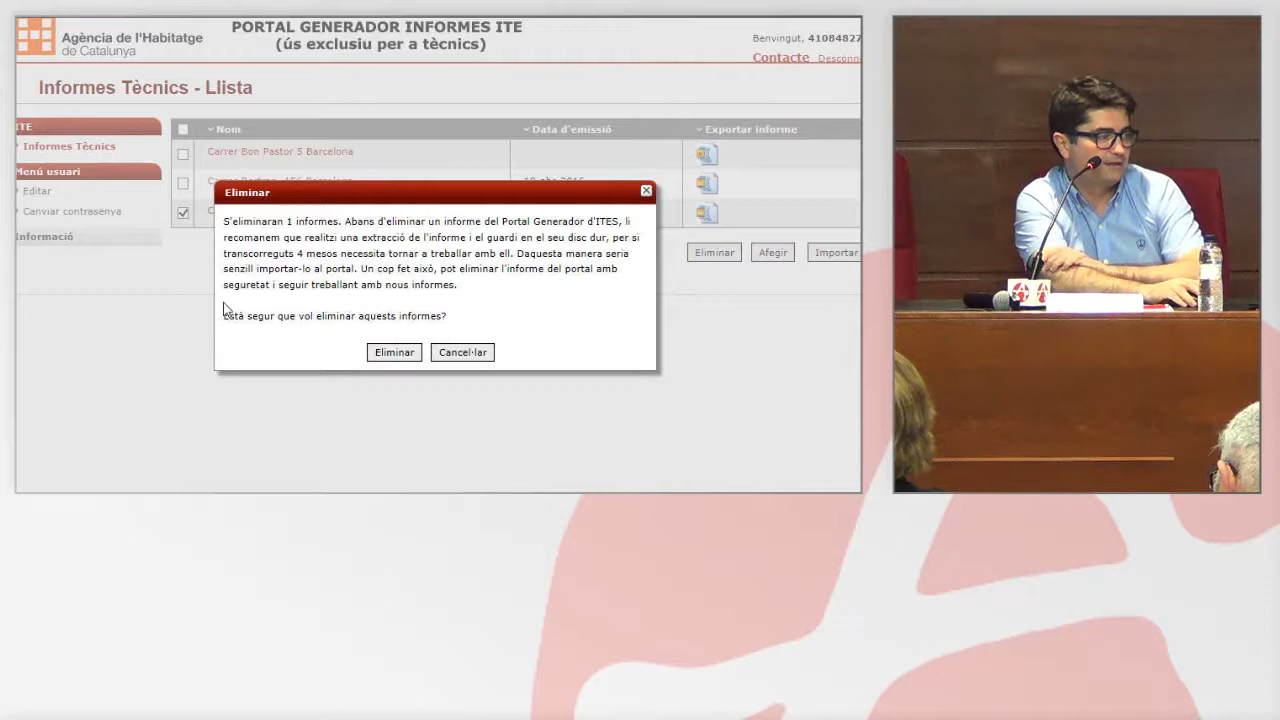 Agència de l'Habitatge
de Catalunya
PORTAL GENERADOR INFORMES ITE
(ús exclusiu per a tècnics)
Benvingut, 41084827
Contacte Desconn
Informes Tècnics - Llista
ITE
Informes Tècnics
Menú usuari
Editar
Canviar contrasenya
Informació
Nom
Data d'emissió
Exportar informe
Carrer Bon Pastor 5 Barcelona
Eliminar
S'eliminaran 1 informes. Abans d'eliminar un informe del Portal Generador d'ITES, li
recomanem que realitzi una extracció de l'informe i el guardi en el seu disc dur, per si
transcorreguts 4 mesos necessita tornar a treballar amb ell. Daquesta manera seria
senzill importar-lo al portal. Un cop fet això, pot eliminar l'informe del portal amb
seguretat i seguir treballant amb nous informes.
Està segur que vol eliminar aquests informes?
Eliminar
Cancel·lar
Eliminar
Afegir
Importar